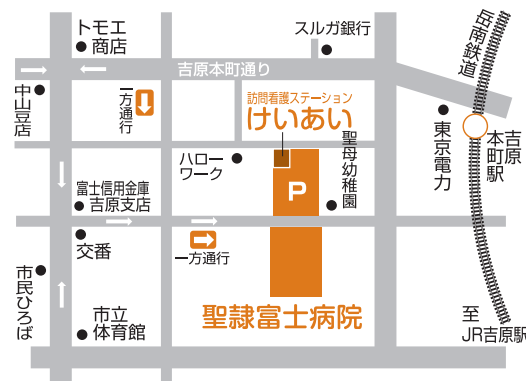 トモエ
商店
スルガ銀行
岳南鉄道
吉原本町通り
中山豆店
一方
通行
訪問看護ステーション
けいあい
東京電力
吉原
本町駅
ハロー
ワーク
聖母幼稚園
P
富士信用金庫
吉原支店
交番
一方通行
市民ひろば
聖隷富士病院
市立
体育館
至
JR吉原駅